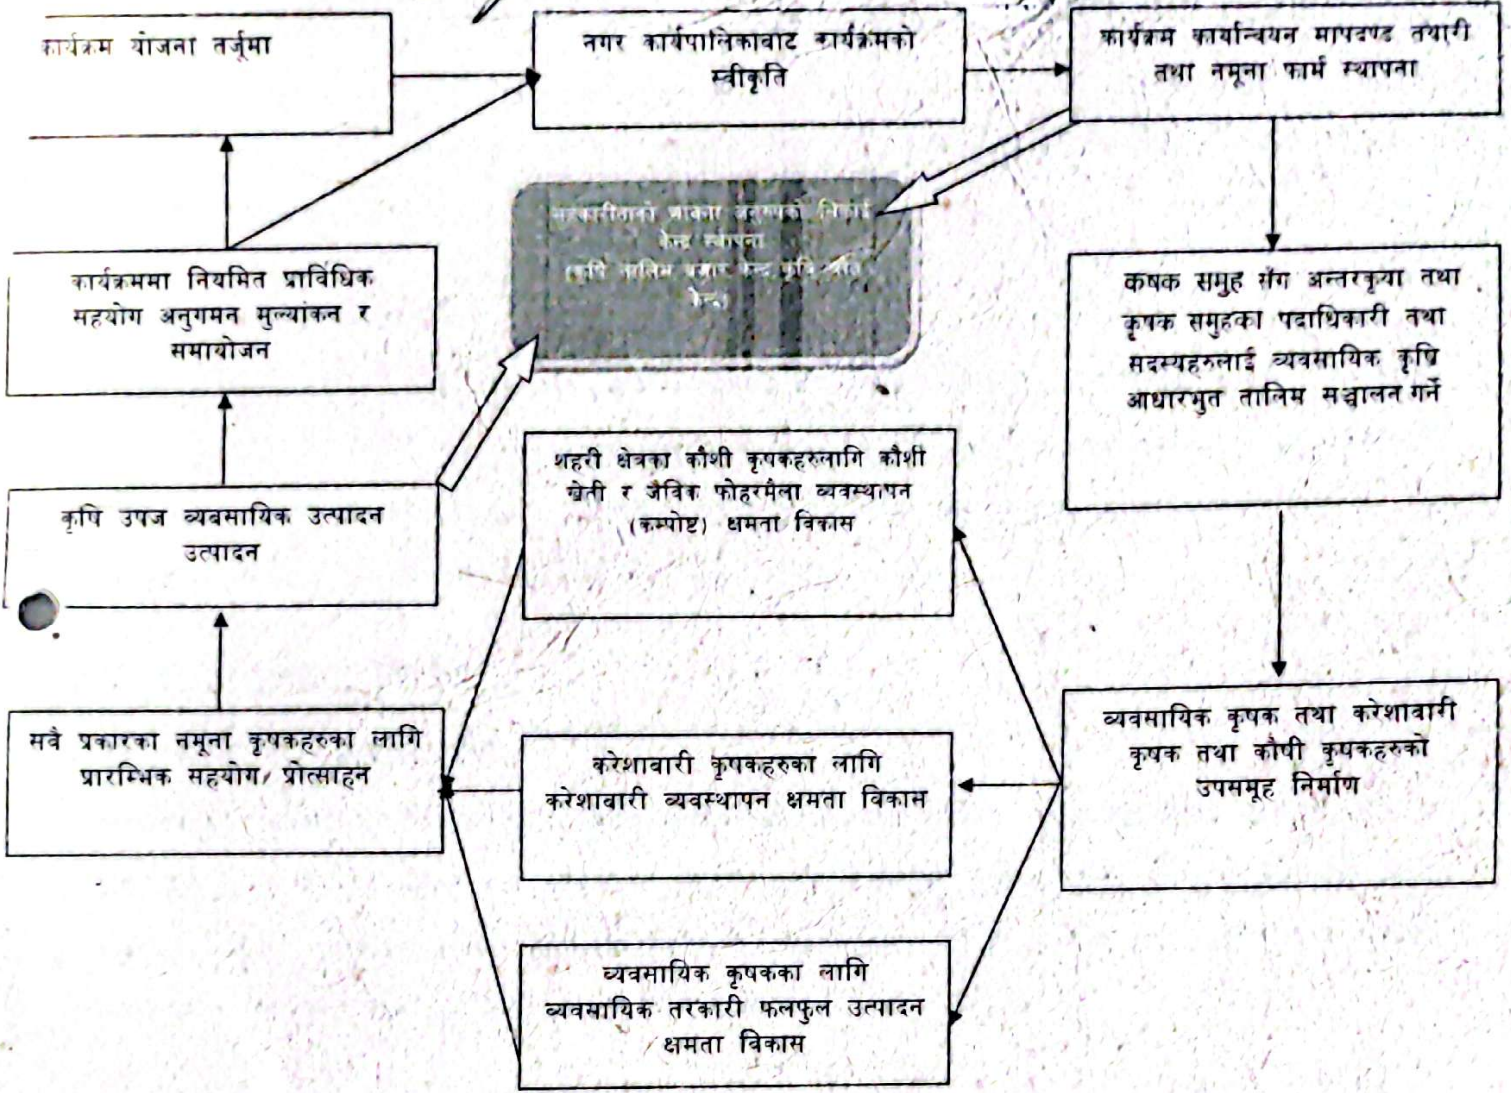 कार्यक्रम योजना तर्जूमा
नगर कार्यपालिकावाट कार्यक्रमको
स्वीकृति
कार्यक्रम कार्यान्वयन मापदण्ड तयारी
तथा नमूना फार्म स्थापना
सहकारीताको
केन्द्र स्थापना
(कृषि तालिम बजार केन्द्र कृषि
केन्द्र)
कार्यक्रममा नियमित प्राविधिक
सहयोग अनुगमन मुल्यांकन र
समायोजन
कषक समुह सँग अन्तरकृया तथा
कृषक समुहका पदाधिकारी तथा
सदस्यहरुलाई व्यवसायिक कृषि
आधारभुत तालिम सञ्चालन गर्ने
शहरी क्षेत्रका कौशी कृषकहरुलागि कौशी
खेती र जैविक फोहरमैला व्यवस्थापन
(कम्पोष्ट) क्षमता विकास
कृषि उपज व्यवसायिक उत्पादन
उत्पादन
सवै प्रकारका नमूना कृषकहरुका लागि
प्रारम्भिक सहयोग/ प्रोत्साहन
करेशावारी कृषकहरुका लागि
करेशावारी व्यवस्थापन क्षमता विकास
व्यवसायिक कृषक तथा करेशावारी
कृषक तथा कौषी कृषकहरुको
उपसमूह निर्माण
व्यवसायिक कृषकका लागि
व्यवसायिक तरकारी फलफुल उत्पादन
क्षमता विकास